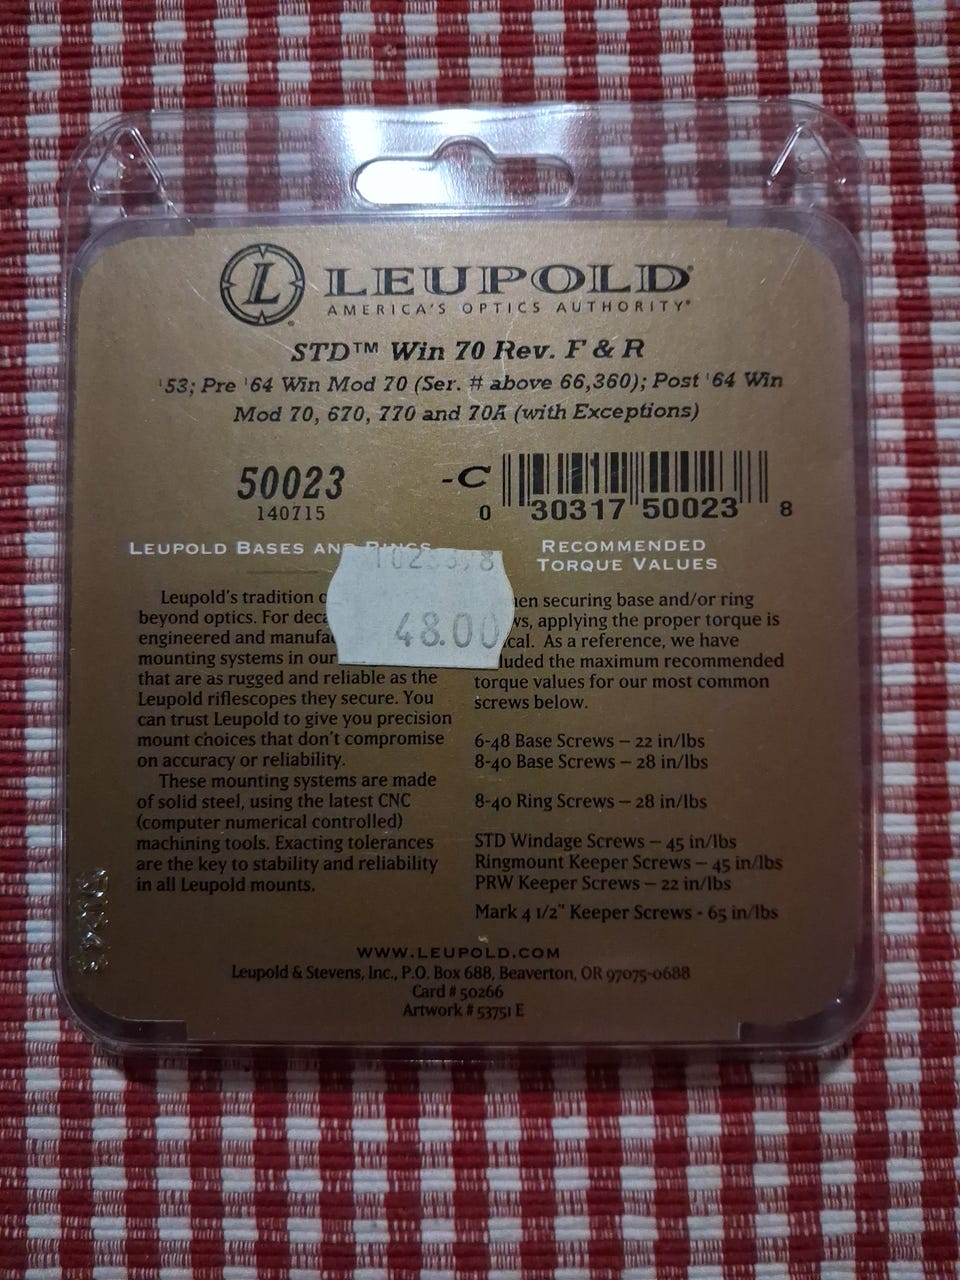 L LEUPOLD®
AMERICA'S OPTICS AUTHORITY®
STD™ Win 70 Rev. F & R
'53; Pre '64 Win Mod 70 (Ser. # above 66,360); Post '64 Win
Mod 70, 670, 770 and 70A (with Exceptions)
50023
140715
-C
0 30317 50023 8
LEUPOLD BASES AND RINGS
Leupold's tradition
beyond optics. For
engineered and
mounting systems in our
that are as rugged and reliable as the
Leupold riflescopes they secure. You
can trust Leupold to give you precision
mount choices that don't compromise
on accuracy or reliability.
These mounting systems are made
of solid steel, using the latest CNC
(computer numerical controlled)
machining tools. Exacting tolerances
are the key to stability and reliability
in all Leupold mounts.
48.00
RECOMMENDED
TORQUE VALUES
securing base and/or ring
applying the proper torque is
As a reference, we have
the maximum recommended
torque values for our most common
screws below.
6-48 Base Screws – 22 in/lbs
8-40 Base Screws – 28 in/lbs
8-40 Ring Screws – 28 in/lbs
STD Windage Screws – 45 in/lbs
Ringmount Keeper Screws – 45 in/lbs
PRW Keeper Screws – 22 in/lbs
Mark 4 1/2" Keeper Screws - 65 in/lbs
WWW.LEUPOLD.COM
Leupold & Stevens, Inc., P.O. Box 688, Beaverton, OR 97075-0688
Card # 50266
Artwork # 53751 E